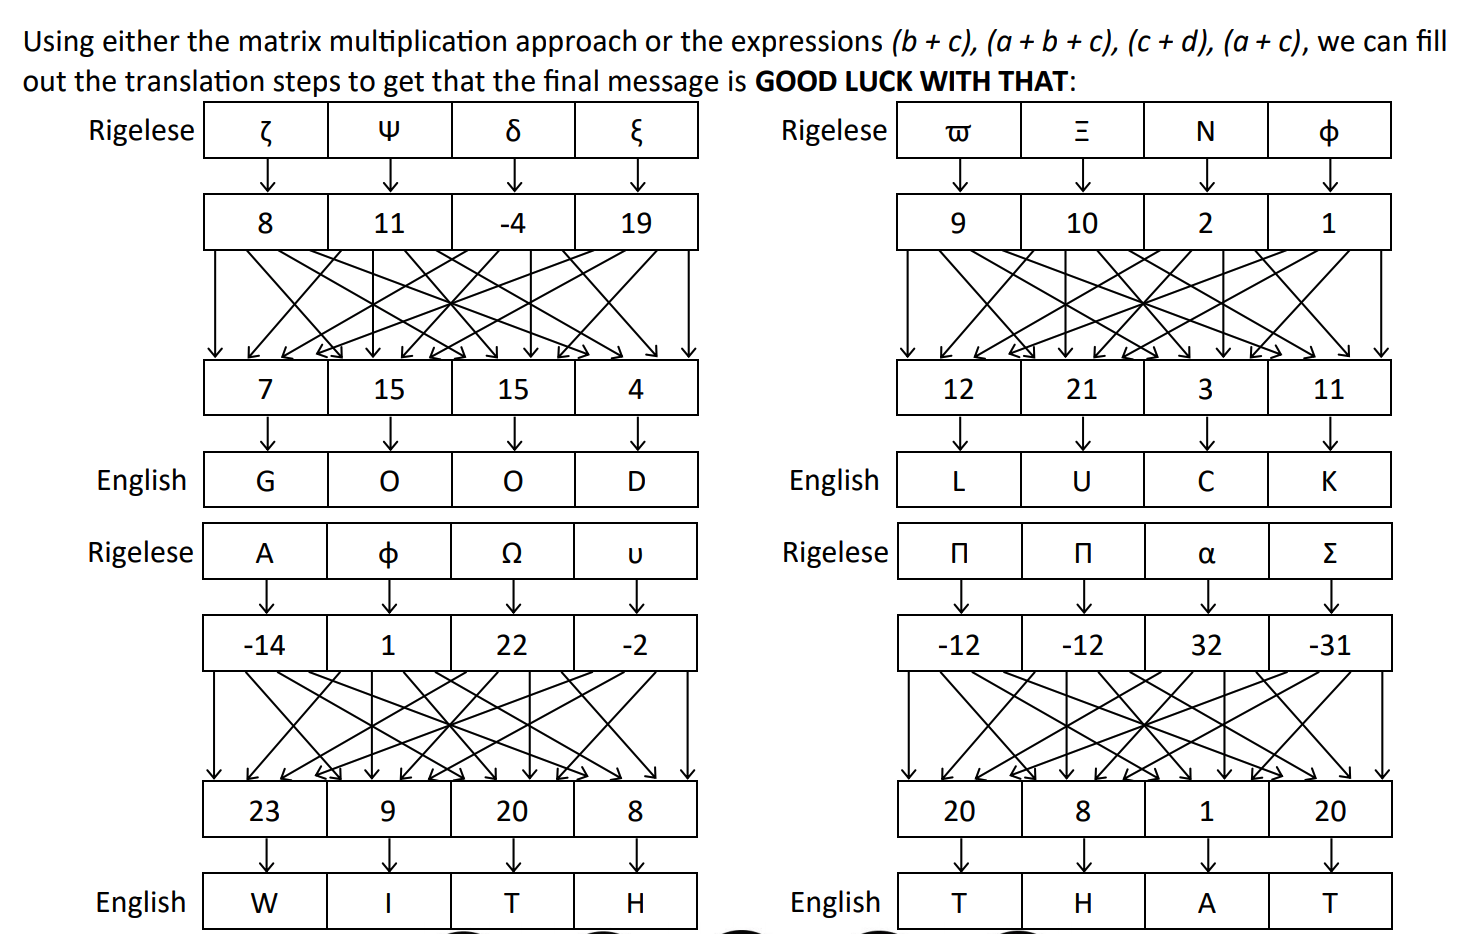 Using either the matrix multiplication approach or the expressions (b + c), (a + b + c), (c + d), (a + c), we can fill
out the translation steps to get that the final message is GOOD LUCK WITH THAT:
Rigelese ζ Ψ δ ξ
8 11 -4 19
7 15 15 4
English G O O D
Rigelese ϖ Ξ Ν ϕ
9 10 2 1
12 21 3 11
English L U C K
Rigelese Α ϕ Ω υ
-14 1 22 -2
23 9 20 8
English W I T H
Rigelese Π Π α Σ
-12 -12 32 -31
20 8 1 20
English T H A T